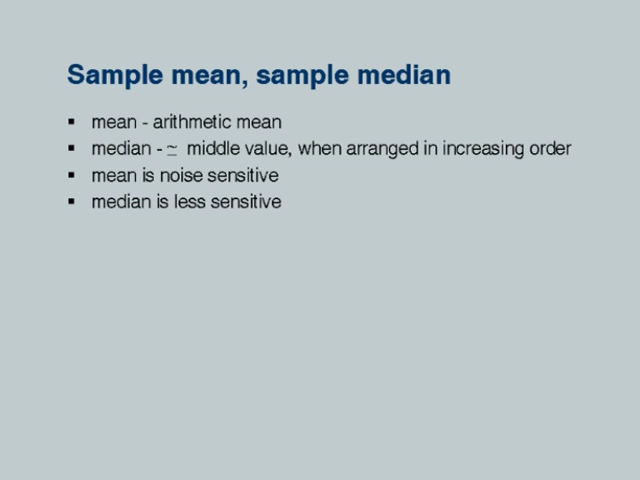 Sample mean, sample median
▪ mean - arithmetic mean
▪ median - ≃ middle value, when arranged in increasing order
▪ mean is noise sensitive
▪ median is less sensitive